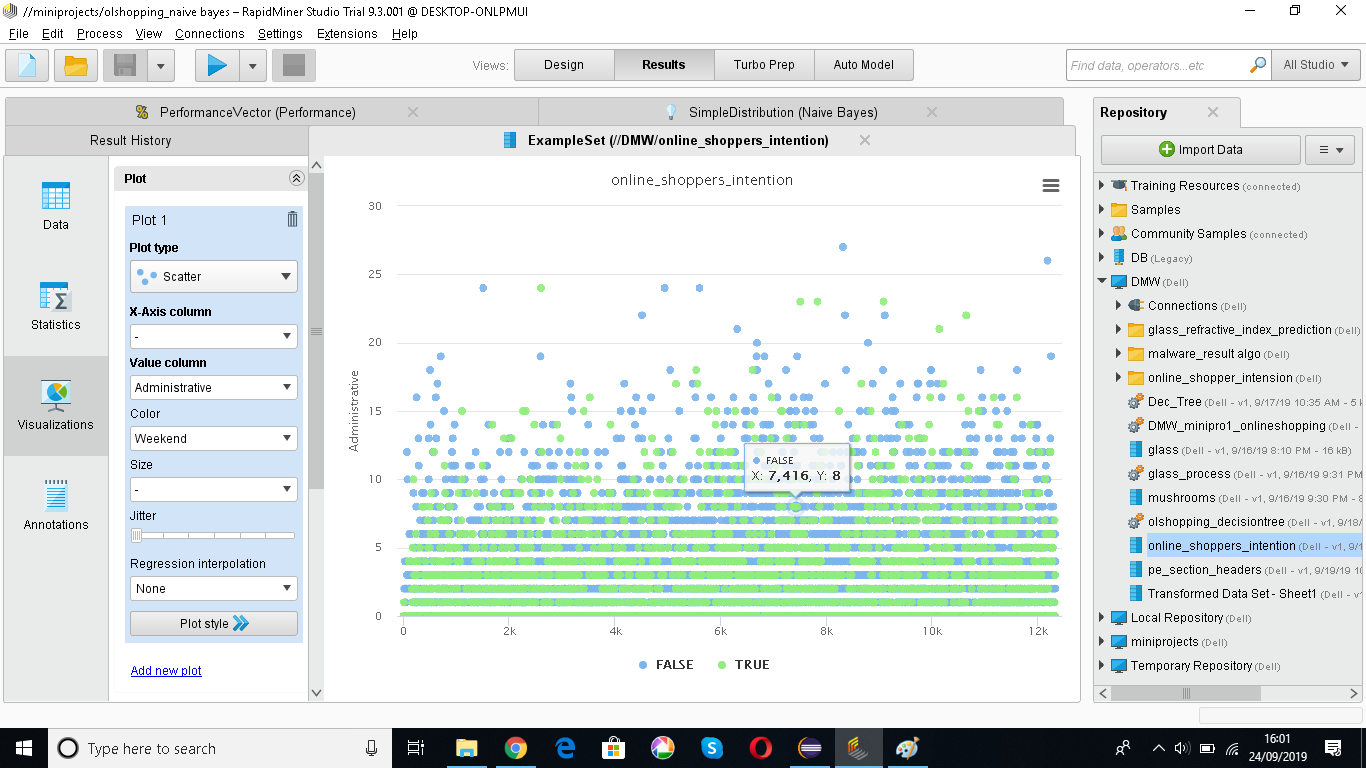 //miniprojects/olshopping_naive bayes – RapidMiner Studio Trial 9.3.001 @ DESKTOP-ONLPMUI
File Edit Process View Connections Settings Extensions Help
Views: Design Results Turbo Prep Auto Model Find data, operators...etc All Studio
PerformanceVector (Performance) SimpleDistribution (Naive Bayes)
Result History ExampleSet (//DMW/online_shoppers_intention)
Data
Statistics
Visualizations
Annotations
Plot
Plot 1
Plot type
Scatter
X-Axis column
-
Value column
Administrative
Color
Weekend
Size
-
Jitter
Regression interpolation
None
Plot style
Add new plot
online_shoppers_intention
Administrative
30
25
20
15
10
5
0
0 2k 4k 6k 8k 10k 12k
FALSE
X: 7,416, Y: 8
FALSE TRUE
Repository
Import Data
Training Resources (connected)
Samples
Community Samples (connected)
DB (Legacy)
DMW (Dell)
Connections (Dell)
glass_refractive_index_prediction (Dell)
malware_result algo (Dell)
online_shopper_intension (Dell)
Dec_Tree (Dell - v1, 9/17/19 10:35 AM - 5 k
DMW_minipro1_onlineshopping (Dell -
glass (Dell - v1, 9/16/19 8:10 PM - 16 kB)
glass_process (Dell - v1, 9/16/19 9:31 PM
mushrooms (Dell - v1, 9/16/19 9:30 PM - 8
olshopping_decisiontree (Dell - v1, 9/18/
online_shoppers_intention (Dell - v1, 9/1
pe_section_headers (Dell - v1, 9/19/19 10
Transformed Data Set - Sheet1 (Dell - v
Local Repository (Dell)
miniprojects (Dell)
Temporary Repository (Dell)
Type here to search
16:01
24/09/2019